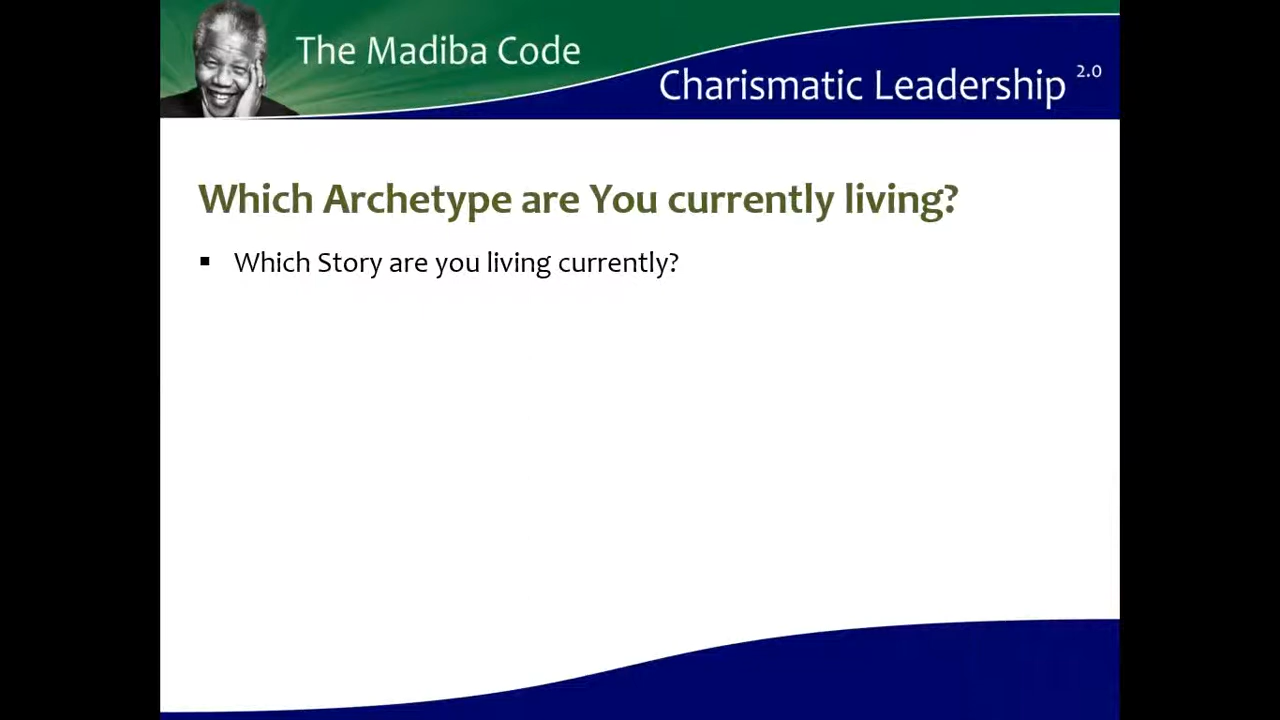 The Madiba Code
Charismatic Leadership 2.0
Which Archetype are You currently living?
▪ Which Story are you living currently?